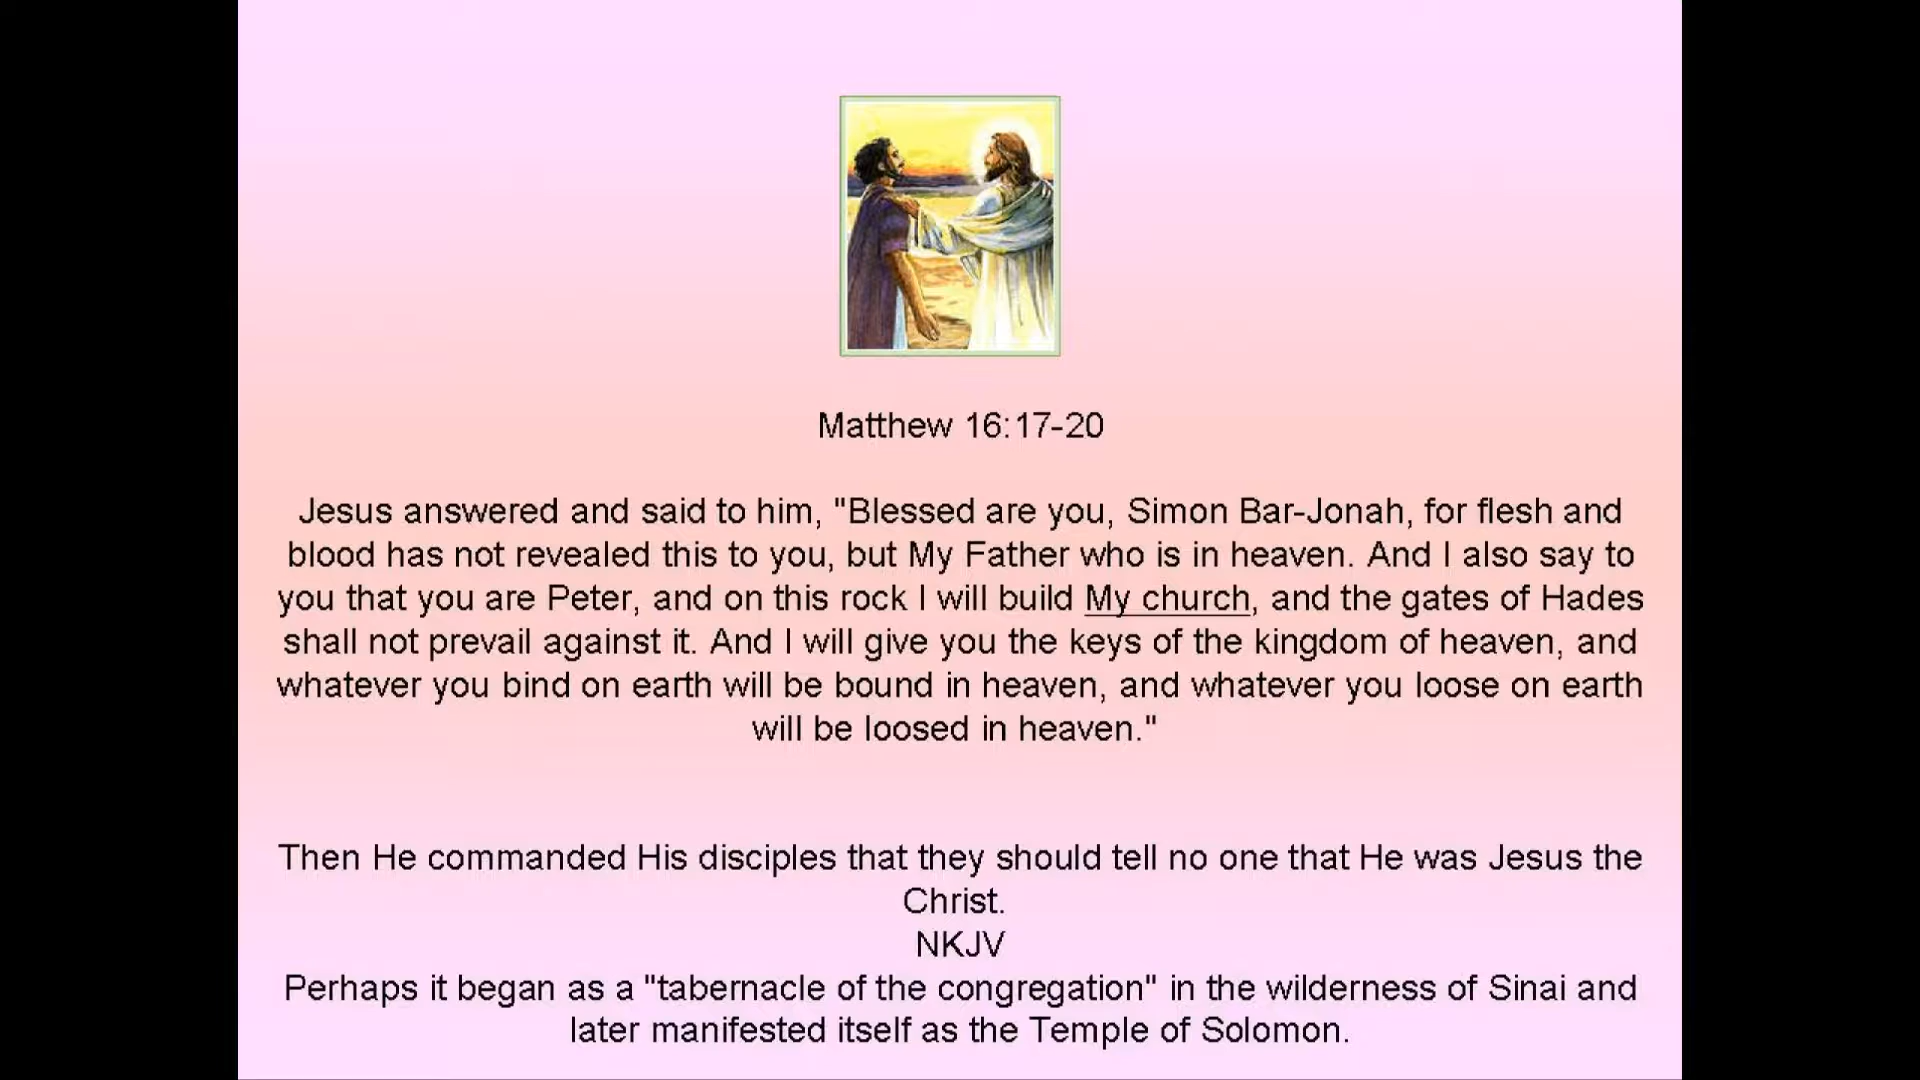 Matthew 16:17-20
Jesus answered and said to him, "Blessed are you, Simon Bar-Jonah, for flesh and
blood has not revealed this to you, but My Father who is in heaven. And I also say to
you that you are Peter, and on this rock I will build My church, and the gates of Hades
shall not prevail against it. And I will give you the keys of the kingdom of heaven, and
whatever you bind on earth will be bound in heaven, and whatever you loose on earth
will be loosed in heaven."
Then He commanded His disciples that they should tell no one that He was Jesus the
Christ.
NKJV
Perhaps it began as a "tabernacle of the congregation" in the wilderness of Sinai and
later manifested itself as the Temple of Solomon.